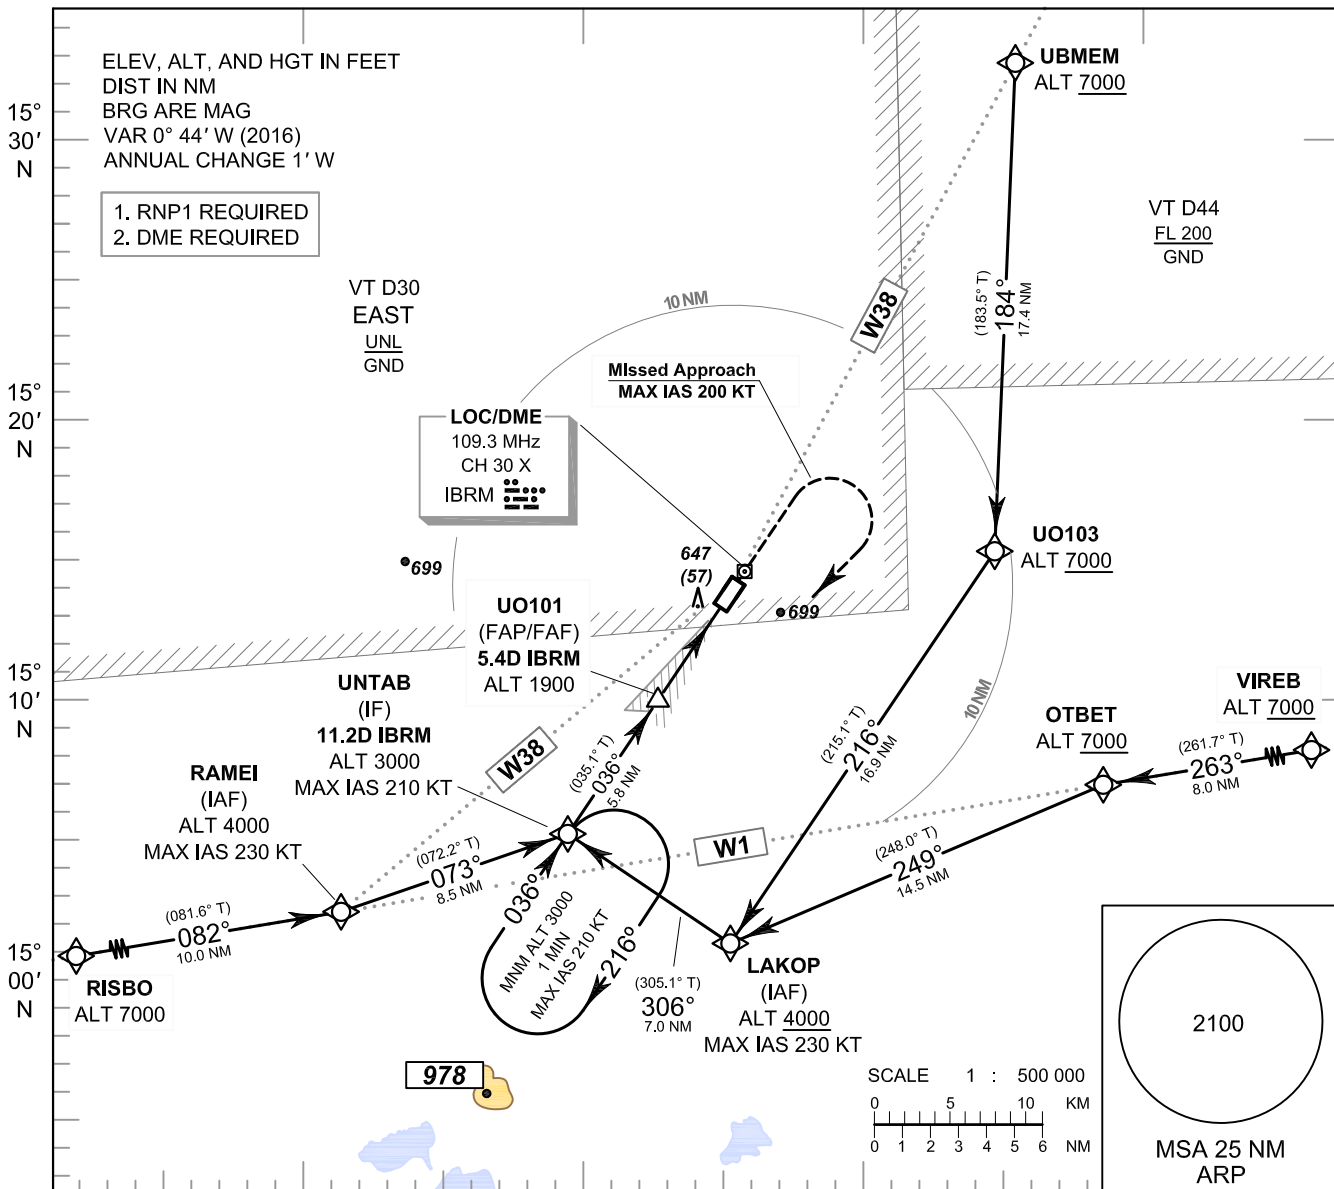 ELEV, ALT, AND HGT IN FEET
DIST IN NM
BRG ARE MAG
VAR 0° 44′ W (2016)
ANNUAL CHANGE 1′ W
1. RNP1 REQUIRED
2. DME REQUIRED
15°
30′
N
15°
20′
N
15°
10′
N
15°
00′
N
UBMEM
ALT 7000
VT D44
FL 200
GND
VT D30
EAST
UNL
GND
10 NM
W38
(183.5° T)
184°
17.4 NM
MIssed Approach
MAX IAS 200 KT
LOC/DME
109.3 MHz
CH 30 X
IBRM
699
647
(57)
699
UO103
ALT 7000
UO101
(FAP/FAF)
5.4D IBRM
ALT 1900
UNTAB
(IF)
11.2D IBRM
ALT 3000
MAX IAS 210 KT
W38
(035.1° T)
036°
5.8 NM
(215.1° T)
216°
16.9 NM
10 NM
VIREB
ALT 7000
OTBET
ALT 7000
(261.7° T)
263°
8.0 NM
RAMEI
(IAF)
ALT 4000
MAX IAS 230 KT
(072.2° T)
073°
8.5 NM
W1
(248.0° T)
249°
14.5 NM
(081.6° T)
082°
10.0 NM
RISBO
ALT 7000
036°
MNM ALT 3000
1 MIN
MAX IAS 210 KT
216°
(305.1° T)
306°
7.0 NM
LAKOP
(IAF)
ALT 4000
MAX IAS 230 KT
978
SCALE 1 : 500 000
0 5 10 KM
0 1 2 3 4 5 6 NM
2100
MSA 25 NM
ARP